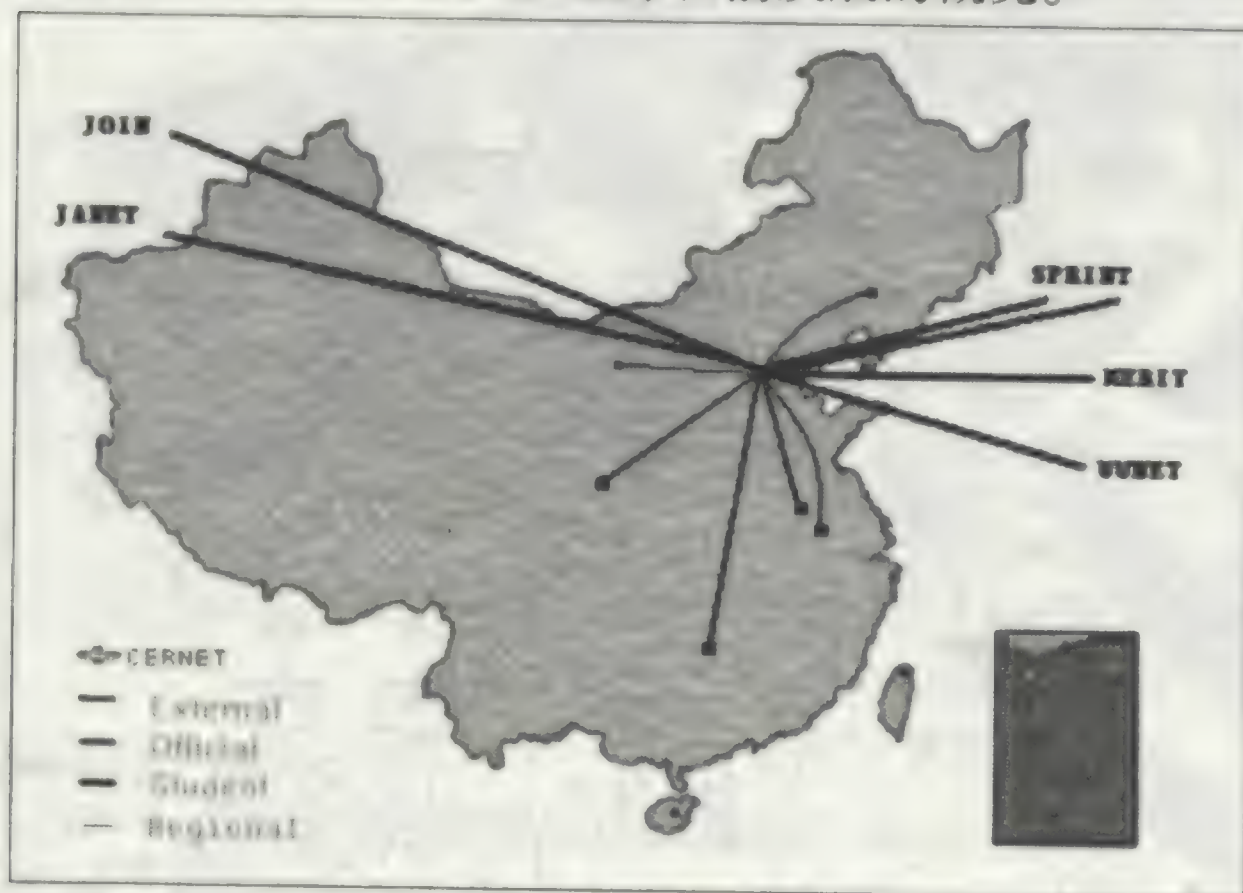 JOIN
JANET
SPRINT
MERIT
UUNET
CERNET
External
Official
Student
Regional